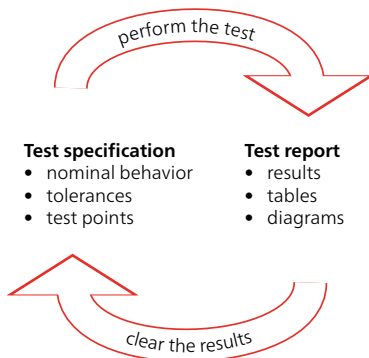 perform the test
Test specification
• nominal behavior
• tolerances
• test points
Test report
• results
• tables
• diagrams
clear the results